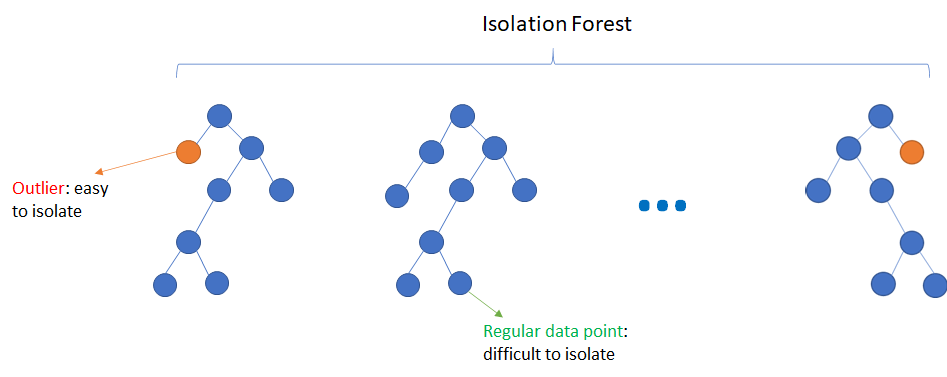 Isolation Forest
Outlier: easy
to isolate
Regular data point:
difficult to isolate